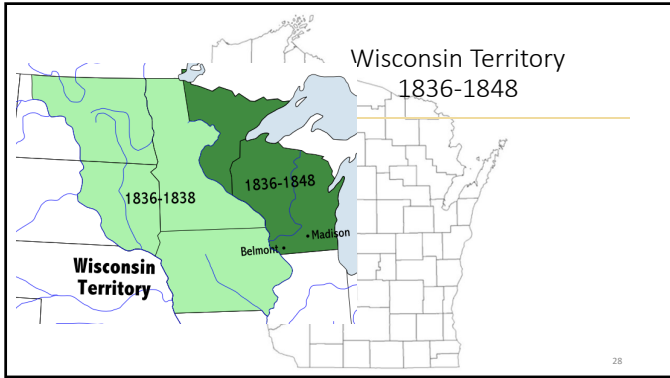 Wisconsin Territory
1836-1848
1836-1838
1836-1848
Madison
Belmont
Wisconsin
Territory
28